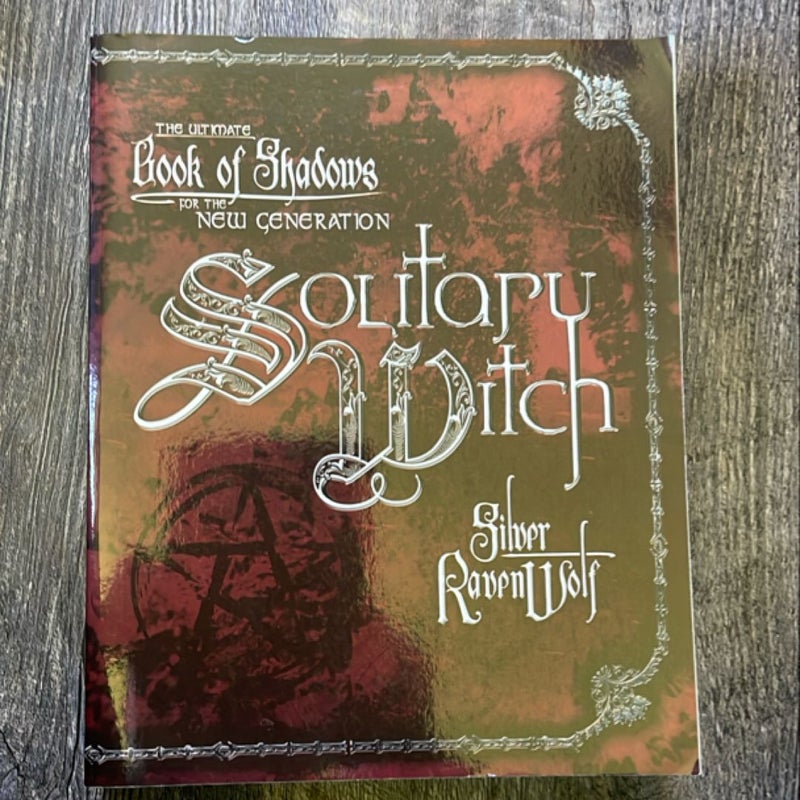 THE ULTIMATE
Book of Shadows
FOR THE
NEW GENERATION
Solitary
Witch
Silver
RavenWolf